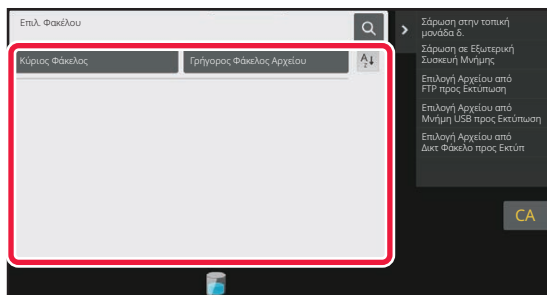 Επιλ. Φακέλου
Κύριος Φάκελος
Γρήγορος Φάκελος Αρχείου
Σάρωση στην τοπική
μονάδα δ.
Σάρωση σε Εξωτερική
Συσκευή Μνήμης
Επιλογή Αρχείου από
FTP προς Εκτύπωση
Επιλογή Αρχείου από
Μνήμη USB προς Εκτύπωση
Επιλογή Αρχείου από
Δικτ Φάκελο προς Εκτύπ
CA